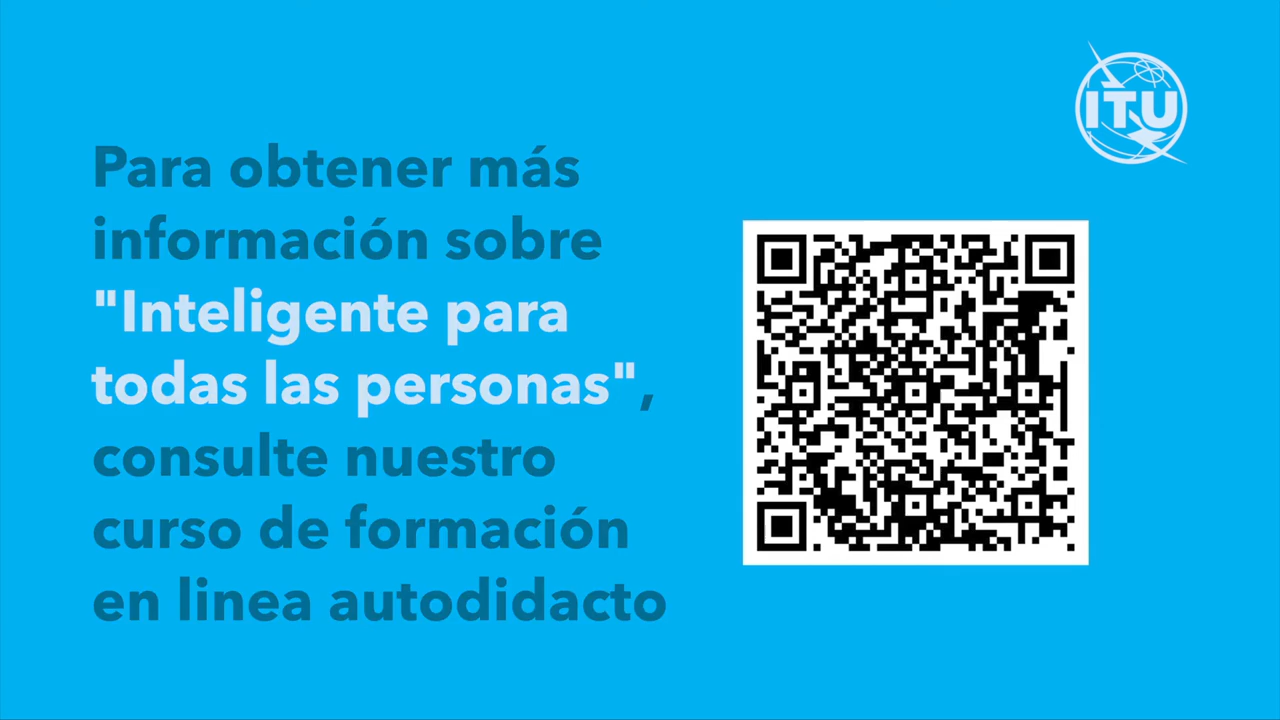 ITU
Para obtener más
información sobre
"Inteligente para
todas las personas",
consulte nuestro
curso de formación
en linea autodidacto